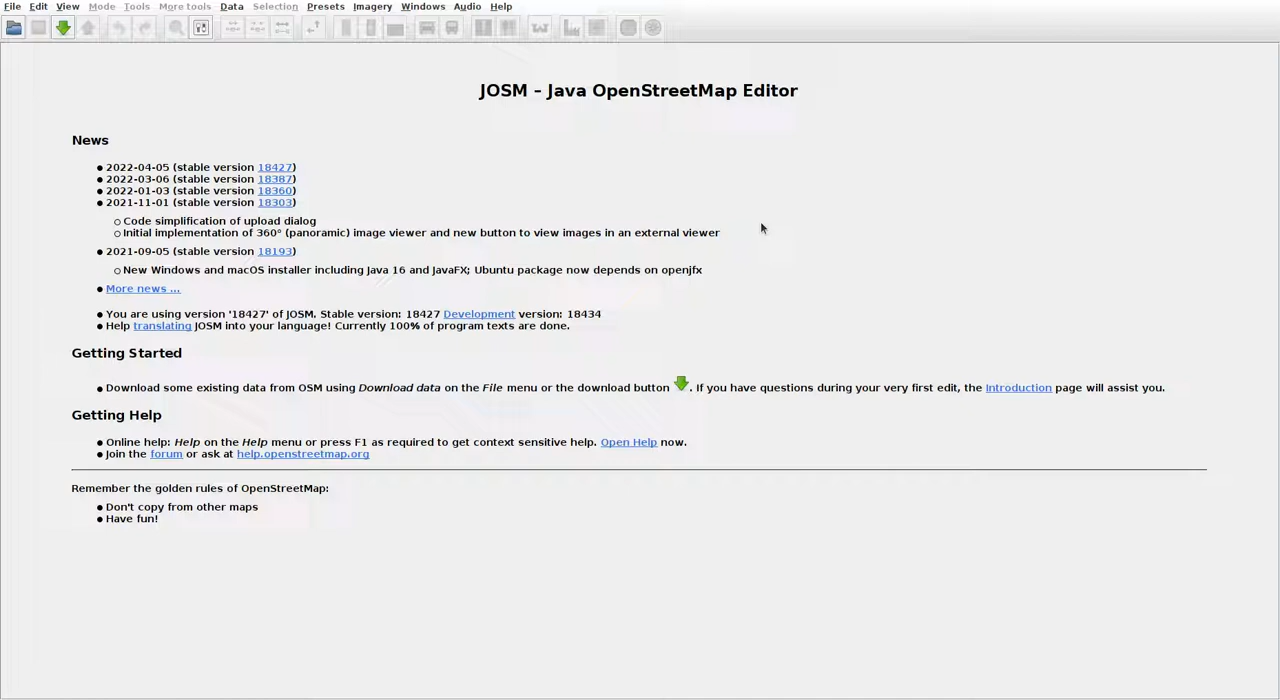 File Edit View Mode Tools More tools Data Selection Presets Imagery Windows Audio Help
JOSM – Java OpenStreetMap Editor
News
● 2022-04-05 (stable version 18427)
● 2022-03-06 (stable version 18387)
● 2022-01-03 (stable version 18360)
● 2021-11-01 (stable version 18303)
○ Code simplification of upload dialog
○ Initial implementation of 360° (panoramic) image viewer and new button to view images in an external viewer
● 2021-09-05 (stable version 18193)
○ New Windows and macOS installer including Java 16 and JavaFX; Ubuntu package now depends on openjfx
● More news ...
● You are using version '18427' of JOSM. Stable version: 18427 Development version: 18434
● Help translating JOSM into your language! Currently 100% of program texts are done.
Getting Started
● Download some existing data from OSM using Download data on the File menu or the download button . If you have questions during your very first edit, the Introduction page will assist you.
Getting Help
● Online help: Help on the Help menu or press F1 as required to get context sensitive help. Open Help now.
● Join the forum or ask at help.openstreetmap.org
Remember the golden rules of OpenStreetMap:
● Don't copy from other maps
● Have fun!